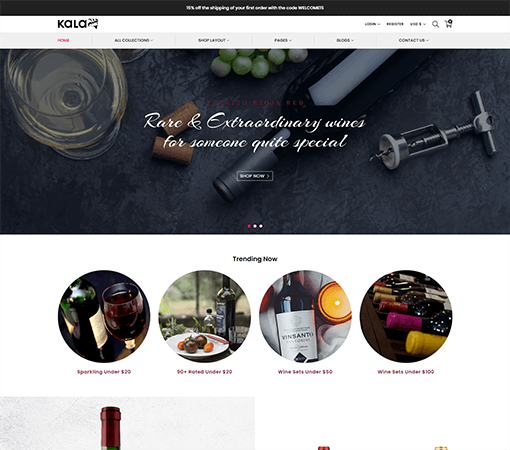 15% off the shipping of your first order with the code WELCOME15
KALA
LOGIN
REGISTER
USD $
0
HOME
ALL COLLECTIONS
SHOP LAYOUT
PAGES
BLOGS
CONTACT US
Rare & Extraordinary wines
for someone quite special
SHOP NOW
Trending Now
Sparkling Under $20
90+ Rated Under $20
Wine Sets Under $50
Wine Sets Under $100
VINSANTO